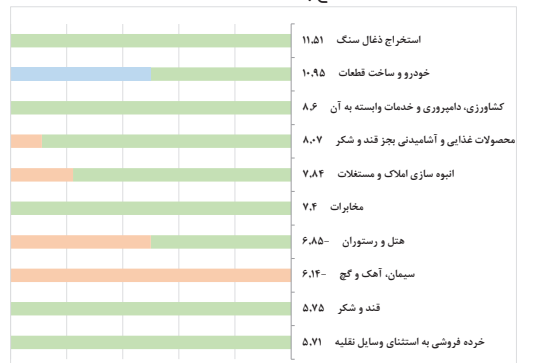 استخراج ذغال سنگ ۱۱.۵۱
خودرو و ساخت قطعات ۱۰.۹۵
کشاورزی، دامپروری و خدمات وابسته به آن ۸.۶
محصولات غذایی و آشامیدنی بجز قند و شکر ۸.۰۷
انبوه سازی املاک و مستغلات ۷.۸۴
مخابرات ۷.۴
هتل و رستوران -۶.۸۵
سیمان، آهک و گچ -۶.۱۴
قند و شکر ۵.۷۵
خرده فروشی به استثنای وسایل نقلیه ۵.۷۱